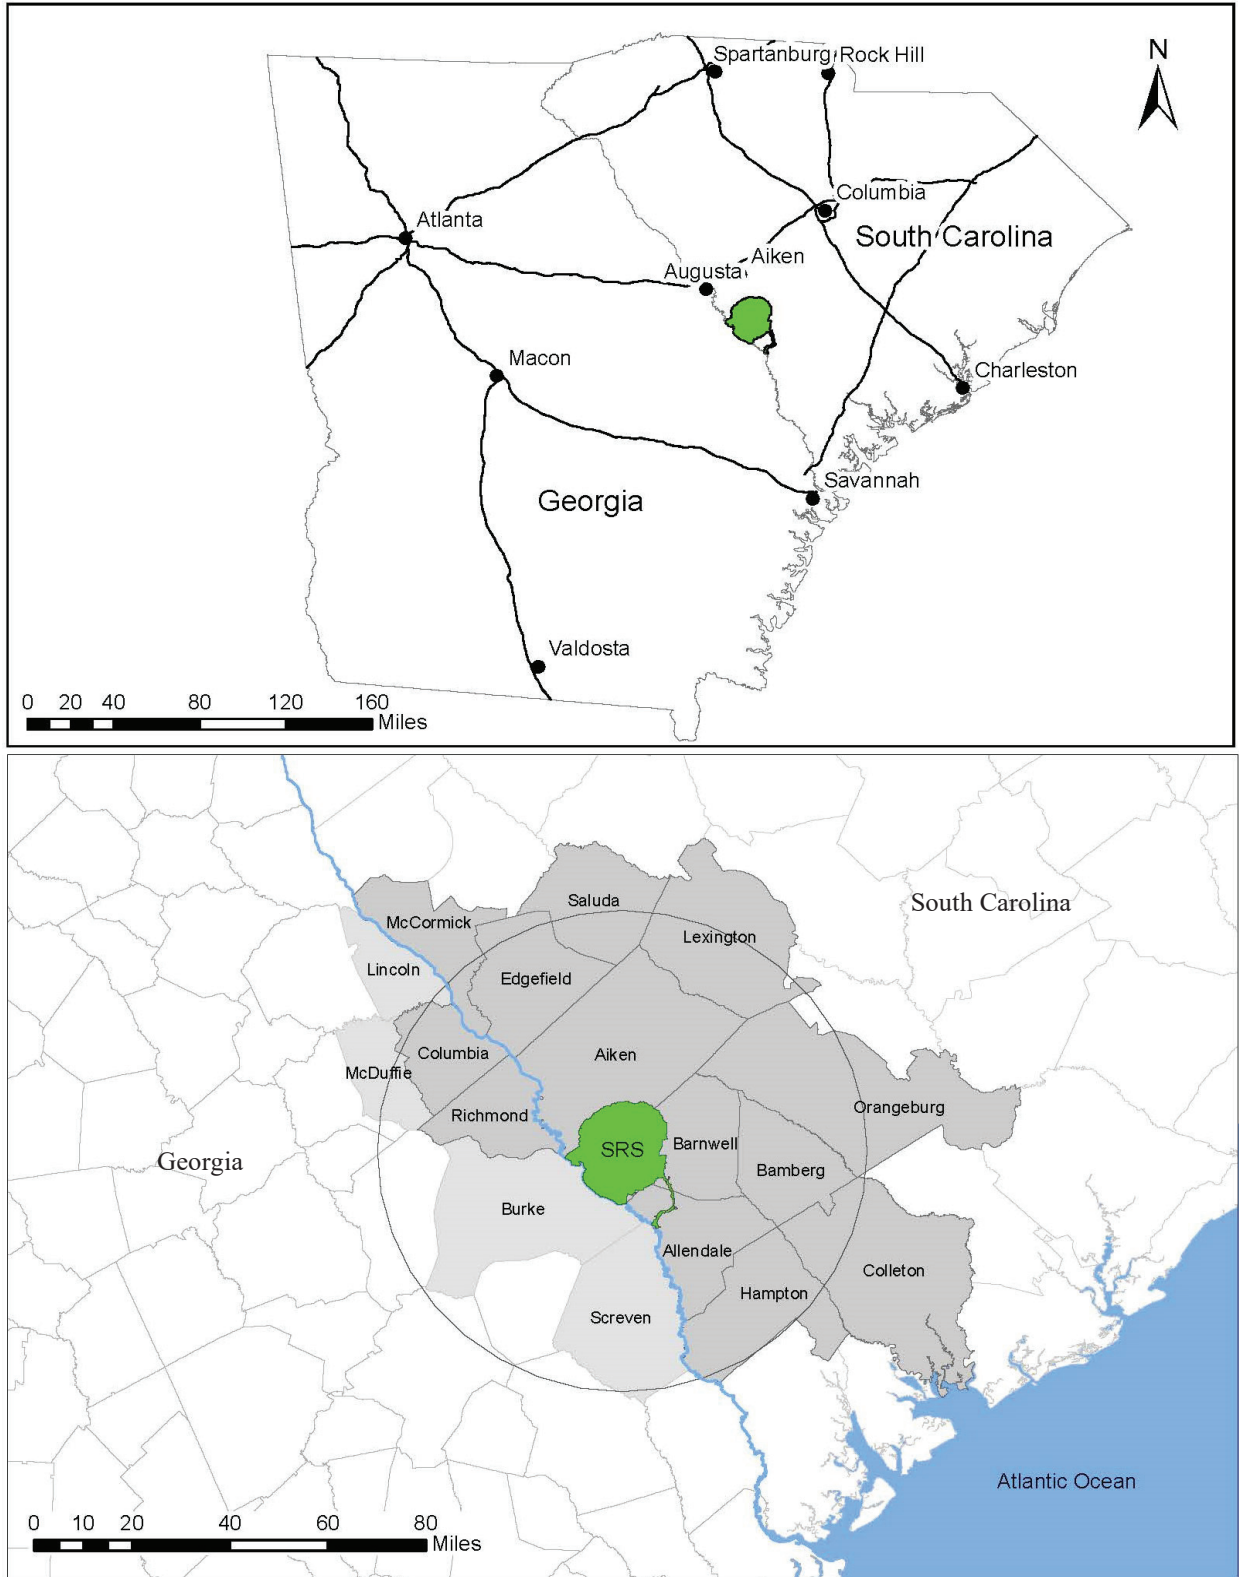 N
Spartanburg
Rock Hill
Columbia
Atlanta
South Carolina
Aiken
Augusta
Macon
Charleston
Savannah
Georgia
Valdosta
0 20 40 80 120 160
Miles
Saluda
South Carolina
McCormick
Lexington
Lincoln
Edgefield
Columbia
Aiken
McDuffie
Orangeburg
Richmond
Barnwell
SRS
Georgia
Bamberg
Burke
Allendale
Colleton
Hampton
Screven
Atlantic Ocean
0 10 20 40 60 80
Miles